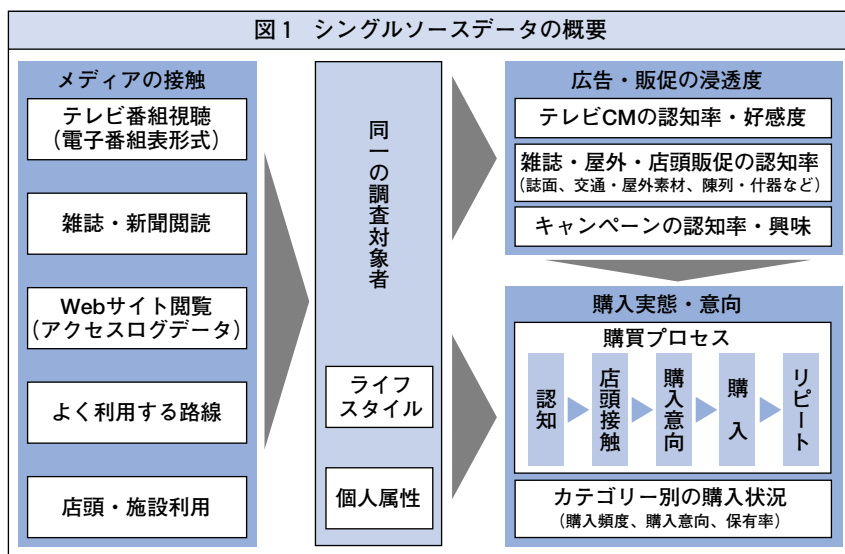 図1 シングルソースデータの概要
メディアの接触
テレビ番組視聴
（電子番組表形式）
雑誌・新聞閲読
Webサイト閲覧
（アクセスログデータ）
よく利用する路線
店頭・施設利用
同一の調査対象者
ライフ
スタイル
個人属性
広告・販促の浸透度
テレビCMの認知率・好感度
雑誌・屋外・店頭販促の認知率
（誌面、交通・屋外素材、陳列・什器など）
キャンペーンの認知率・興味
購入実態・意向
購買プロセス
認知
店頭接触
購入意向
購入
リピート
カテゴリー別の購入状況
（購入頻度、購入意向、保有率）